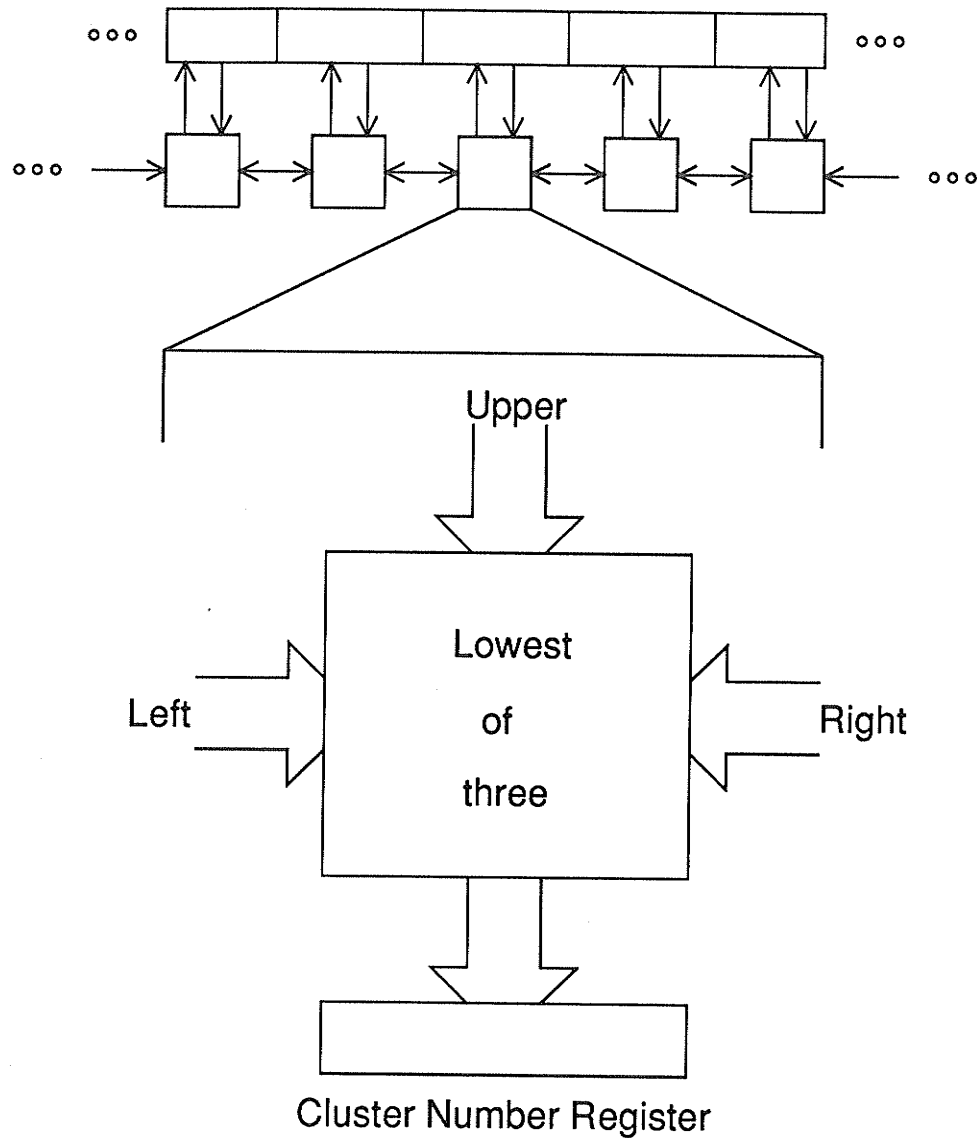 Upper
Lowest
of
three
Left
Right
Cluster Number Register